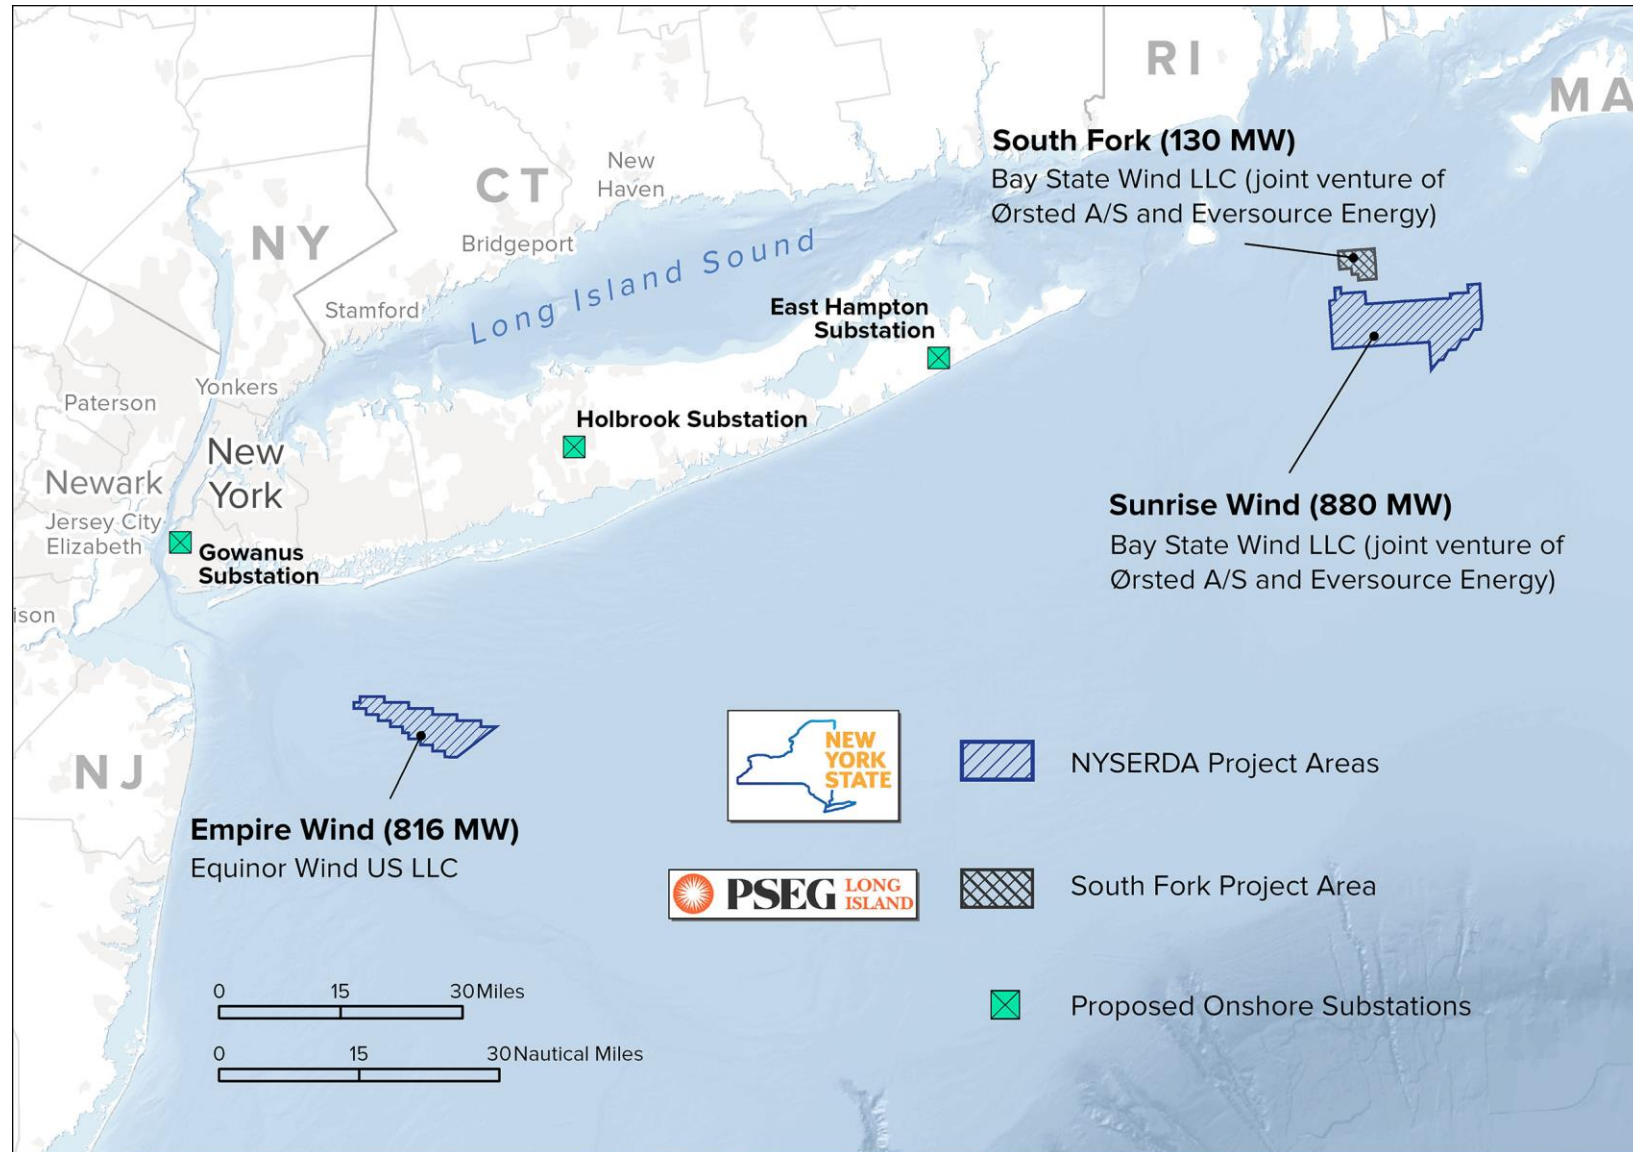 RI
MA
South Fork (130 MW)
Bay State Wind LLC (joint venture of
Ørsted A/S and Eversource Energy)
CT
New
Haven
NY
Bridgeport
Long Island Sound
Stamford
East Hampton
Substation
Yonkers
Paterson
Holbrook Substation
New
York
Newark
Jersey City
Elizabeth
Gowanus
Substation
ison
Sunrise Wind (880 MW)
Bay State Wind LLC (joint venture of
Ørsted A/S and Eversource Energy)
NJ
Empire Wind (816 MW)
Equinor Wind US LLC
NEW
YORK
STATE
NYSERDA Project Areas
PSEG LONG
ISLAND
South Fork Project Area
Proposed Onshore Substations
0 15 30 Miles
0 15 30 Nautical Miles